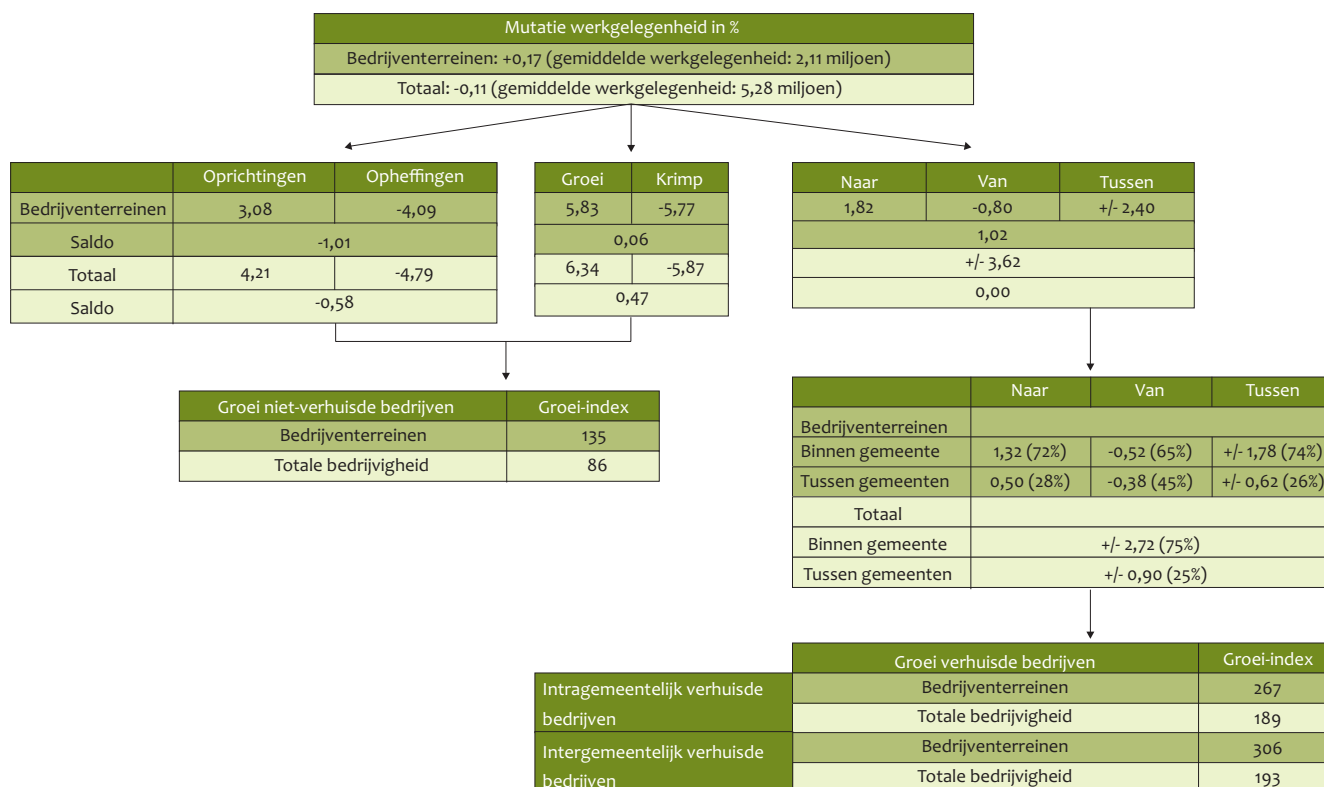 Mutatie werkgelegenheid in %
Bedrijventerreinen: +0,17 (gemiddelde werkgelegenheid: 2,11 miljoen)
Totaal: -0,11 (gemiddelde werkgelegenheid: 5,28 miljoen)
Oprichtingen Opheffingen
Bedrijventerreinen 3,08 -4,09
Saldo -1,01
Totaal 4,21 -4,79
Saldo -0,58
Groei Krimp
5,83 -5,77
0,06
6,34 -5,87
0,47
Naar Van Tussen
1,82 -0,80 +/- 2,40
1,02
+/- 3,62
0,00
Groei niet-verhuisde bedrijven Groei-index
Bedrijventerreinen 135
Totale bedrijvigheid 86
Naar Van Tussen
Bedrijventerreinen
Binnen gemeente 1,32 (72%) -0,52 (65%) +/- 1,78 (74%)
Tussen gemeenten 0,50 (28%) -0,38 (45%) +/- 0,62 (26%)
Totaal
Binnen gemeente +/- 2,72 (75%)
Tussen gemeenten +/- 0,90 (25%)
Groei verhuisde bedrijven Groei-index
Intragemeentelijk verhuisde
bedrijven
Bedrijventerreinen 267
Totale bedrijvigheid 189
Intergemeentelijk verhuisde
bedrijven
Bedrijventerreinen 306
Totale bedrijvigheid 193